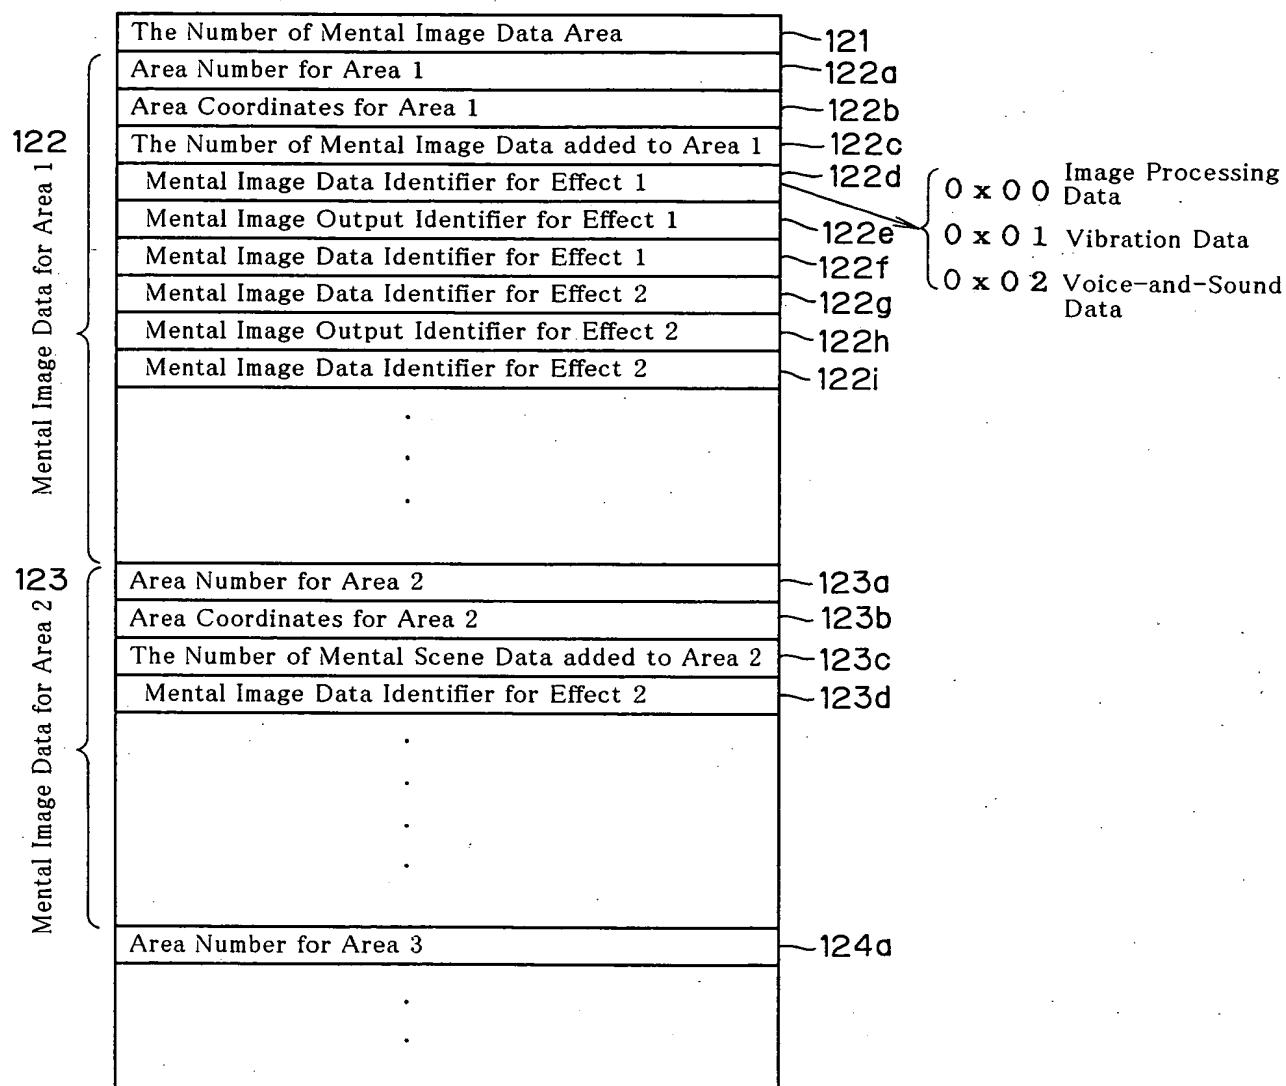 The Number of Mental Image Data Area 121
Area Number for Area 1 122a
Area Coordinates for Area 1 122b
The Number of Mental Image Data added to Area 1 122c
Mental Image Data Identifier for Effect 1 122d
Mental Image Output Identifier for Effect 1 122e
Mental Image Data Identifier for Effect 1 122f
Mental Image Data Identifier for Effect 2 122g
Mental Image Output Identifier for Effect 2 122h
Mental Image Data Identifier for Effect 2 122i
122
Mental Image Data for Area 1
0x00 Image Processing
Data
0x01 Vibration Data
0x02 Voice-and-Sound
Data
Area Number for Area 2 123a
Area Coordinates for Area 2 123b
The Number of Mental Scene Data added to Area 2 123c
Mental Image Data Identifier for Effect 2 123d
123
Mental Image Data for Area 2
Area Number for Area 3 124a